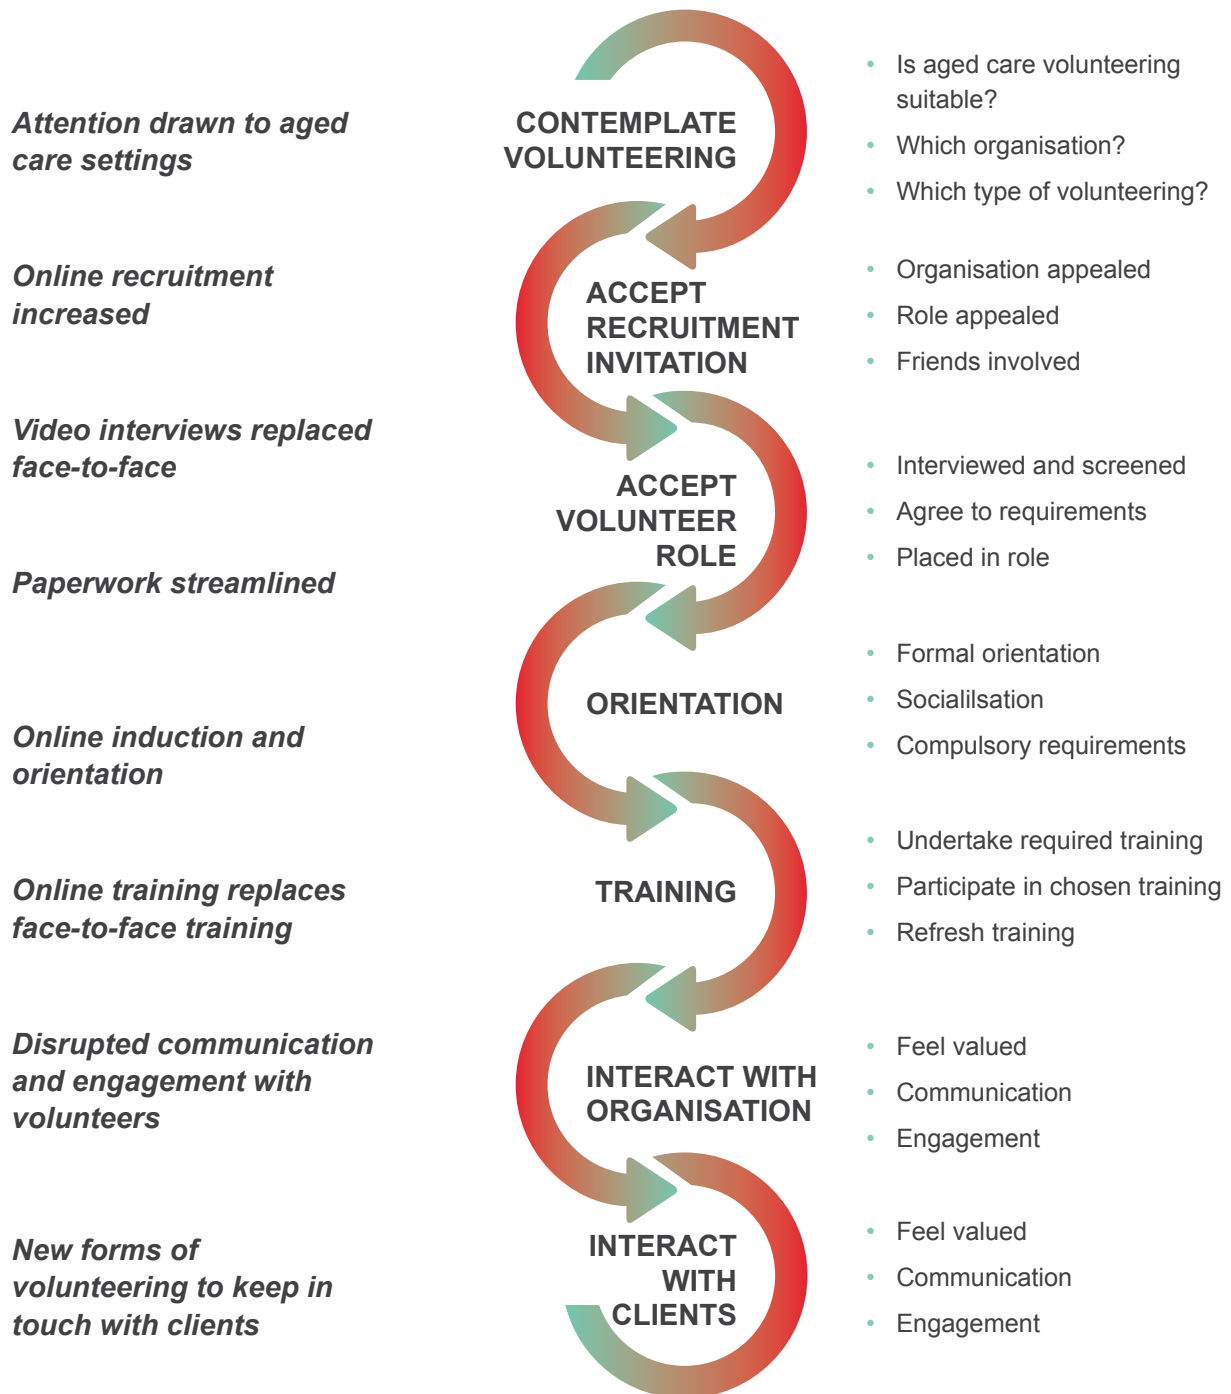 Attention drawn to aged
care settings
CONTEMPLATE
VOLUNTEERING
• Is aged care volunteering
suitable?
• Which organisation?
• Which type of volunteering?
Online recruitment
increased
ACCEPT
RECRUITMENT
INVITATION
• Organisation appealed
• Role appealed
• Friends involved
Video interviews replaced
face-to-face
ACCEPT
VOLUNTEER
ROLE
• Interviewed and screened
• Agree to requirements
• Placed in role
Paperwork streamlined
ORIENTATION
• Formal orientation
• Socialilsation
• Compulsory requirements
Online induction and
orientation
TRAINING
• Undertake required training
• Participate in chosen training
• Refresh training
Online training replaces
face-to-face training
Disrupted communication
and engagement with
volunteers
INTERACT WITH
ORGANISATION
• Feel valued
• Communication
• Engagement
New forms of
volunteering to keep in
touch with clients
INTERACT
WITH
CLIENTS
• Feel valued
• Communication
• Engagement